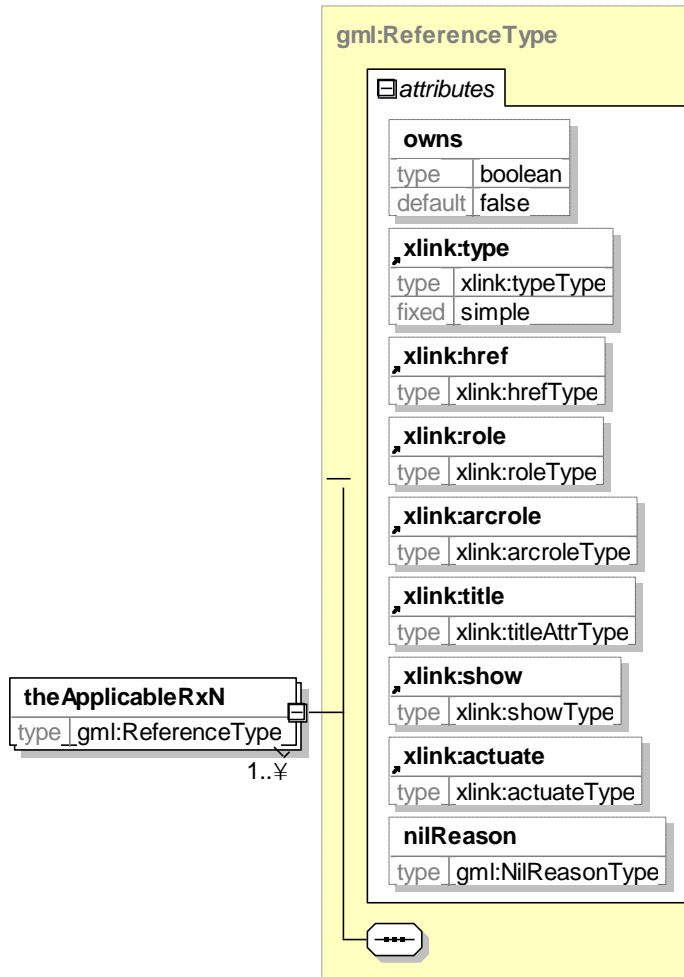 gml:ReferenceType
attributes
owns
type boolean
default false
xlink:type
type xlink:typeType
fixed simple
xlink:href
type xlink:hrefType
xlink:role
type xlink:roleType
xlink:arcrole
type xlink:arcroleType
xlink:title
type xlink:titleAttrType
xlink:show
type xlink:showType
xlink:actuate
type xlink:actuateType
nilReason
type gml:NilReasonType
theApplicableRxN
type gml:ReferenceType
1..¥